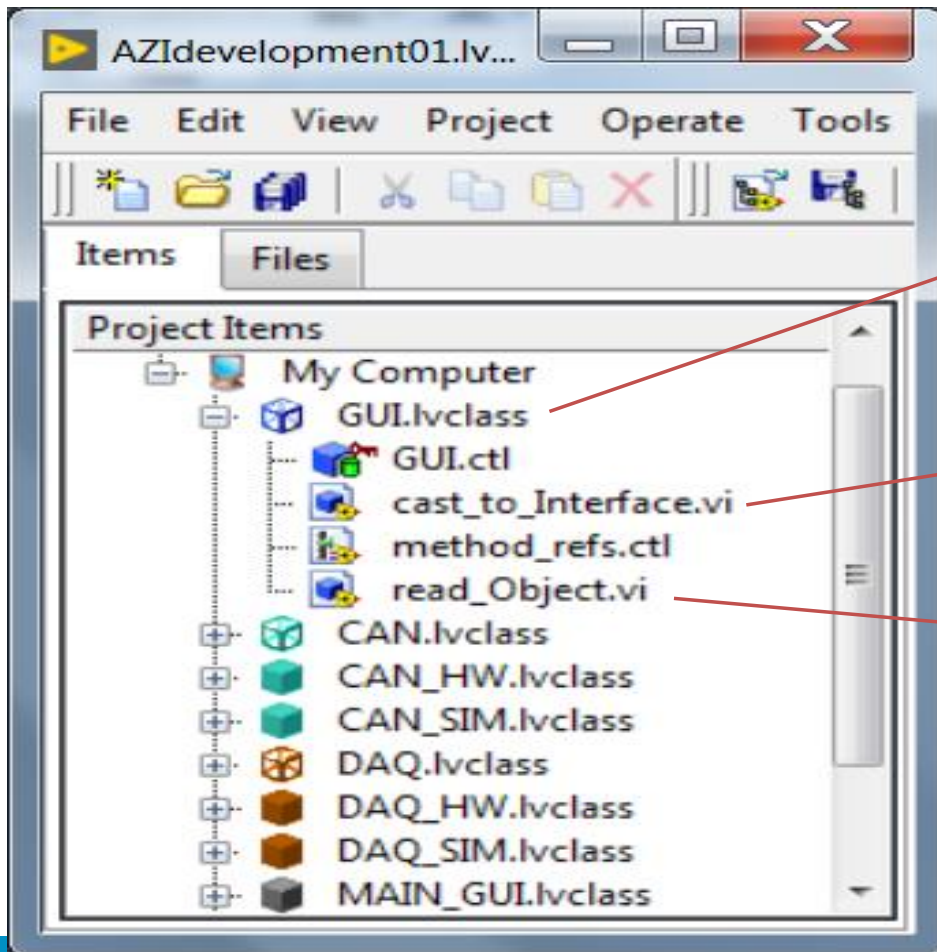 AZIdevelopment01.lv...
File Edit View Project Operate Tools
Items Files
Project Items
My Computer
GUI.lvclass
GUI.ctl
cast_to_Interface.vi
method_refs.ctl
read_Object.vi
CAN.lvclass
CAN_HW.lvclass
CAN_SIM.lvclass
DAQ.lvclass
DAQ_HW.lvclass
DAQ_SIM.lvclass
MAIN_GUI.lvclass